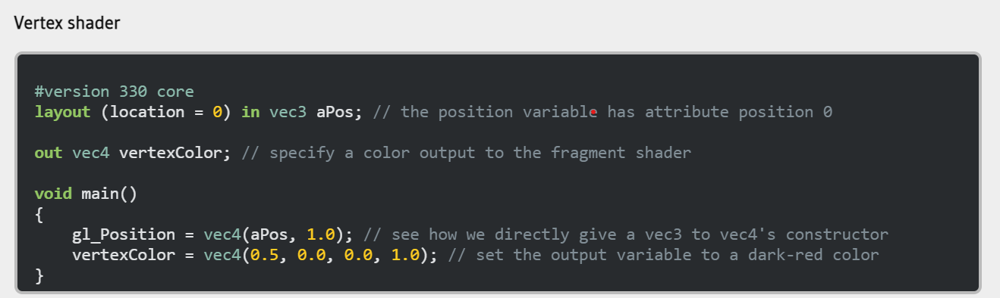 Vertex shader
#version 330 core
layout (location = 0) in vec3 aPos; // the position variable has attribute position 0
out vec4 vertexColor; // specify a color output to the fragment shader
void main()
{
    gl_Position = vec4(aPos, 1.0); // see how we directly give a vec3 to vec4's constructor
    vertexColor = vec4(0.5, 0.0, 0.0, 1.0); // set the output variable to a dark-red color
}